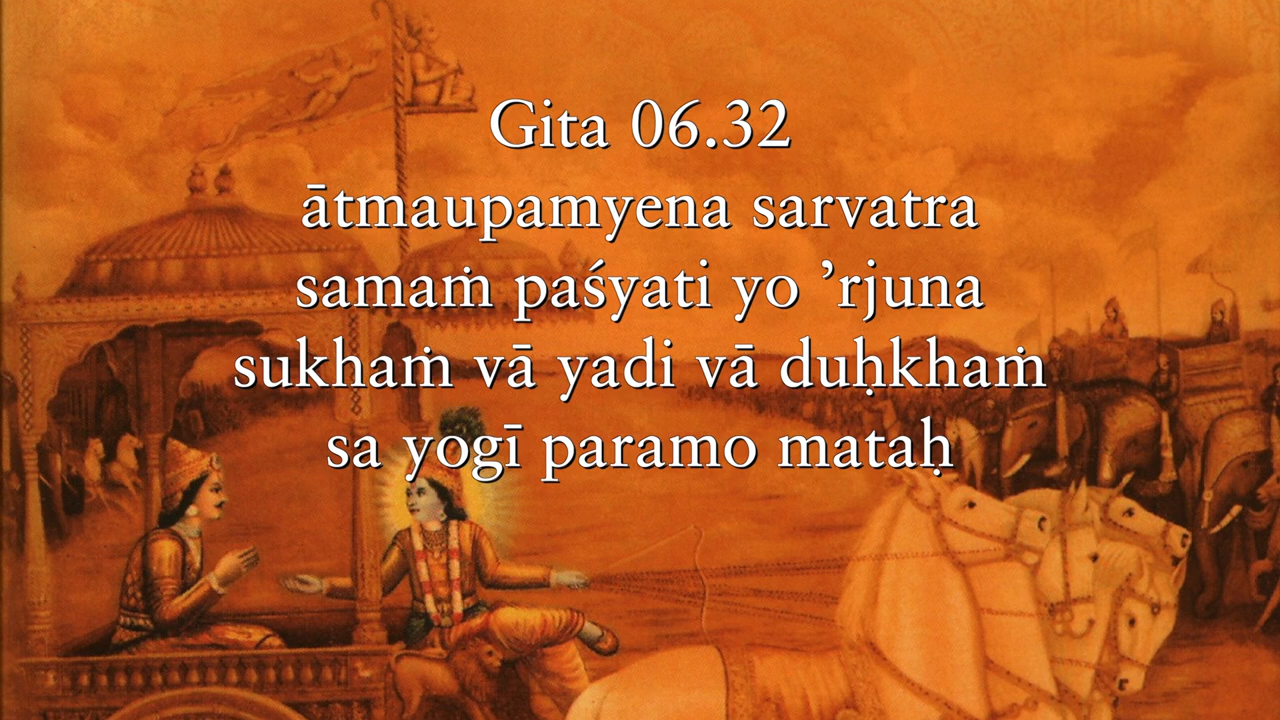 Gita 06.32
ātmaupamyena sarvatra
samaṁ paśyati yo ’rjuna
sukhaṁ vā yadi vā duḥkhaṁ
sa yogī paramo mataḥ